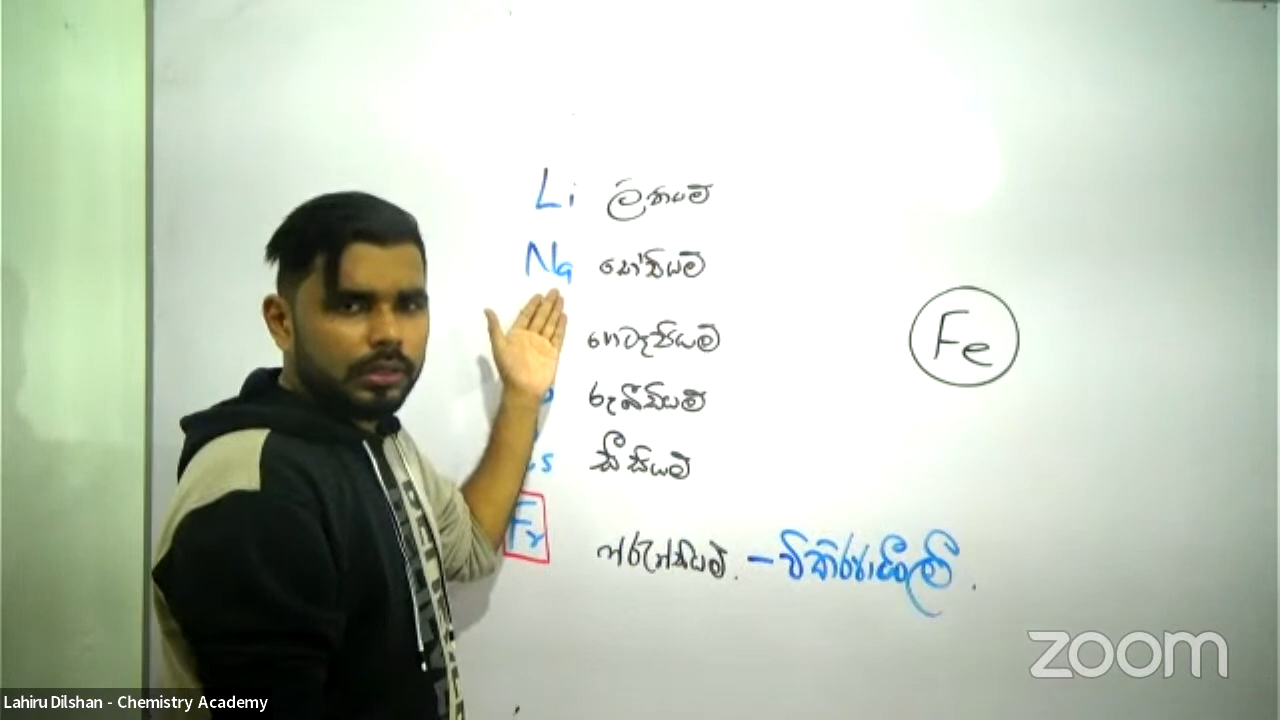 Li ලිතියම්
Na සෝඩියම්
පොටෑසියම්
රුබීඩියම්
s සීසියම්
Fr ෆ්රැන්සියම් - විකිරණශීලී
Fe
zoom
Lahiru Dilshan - Chemistry Academy